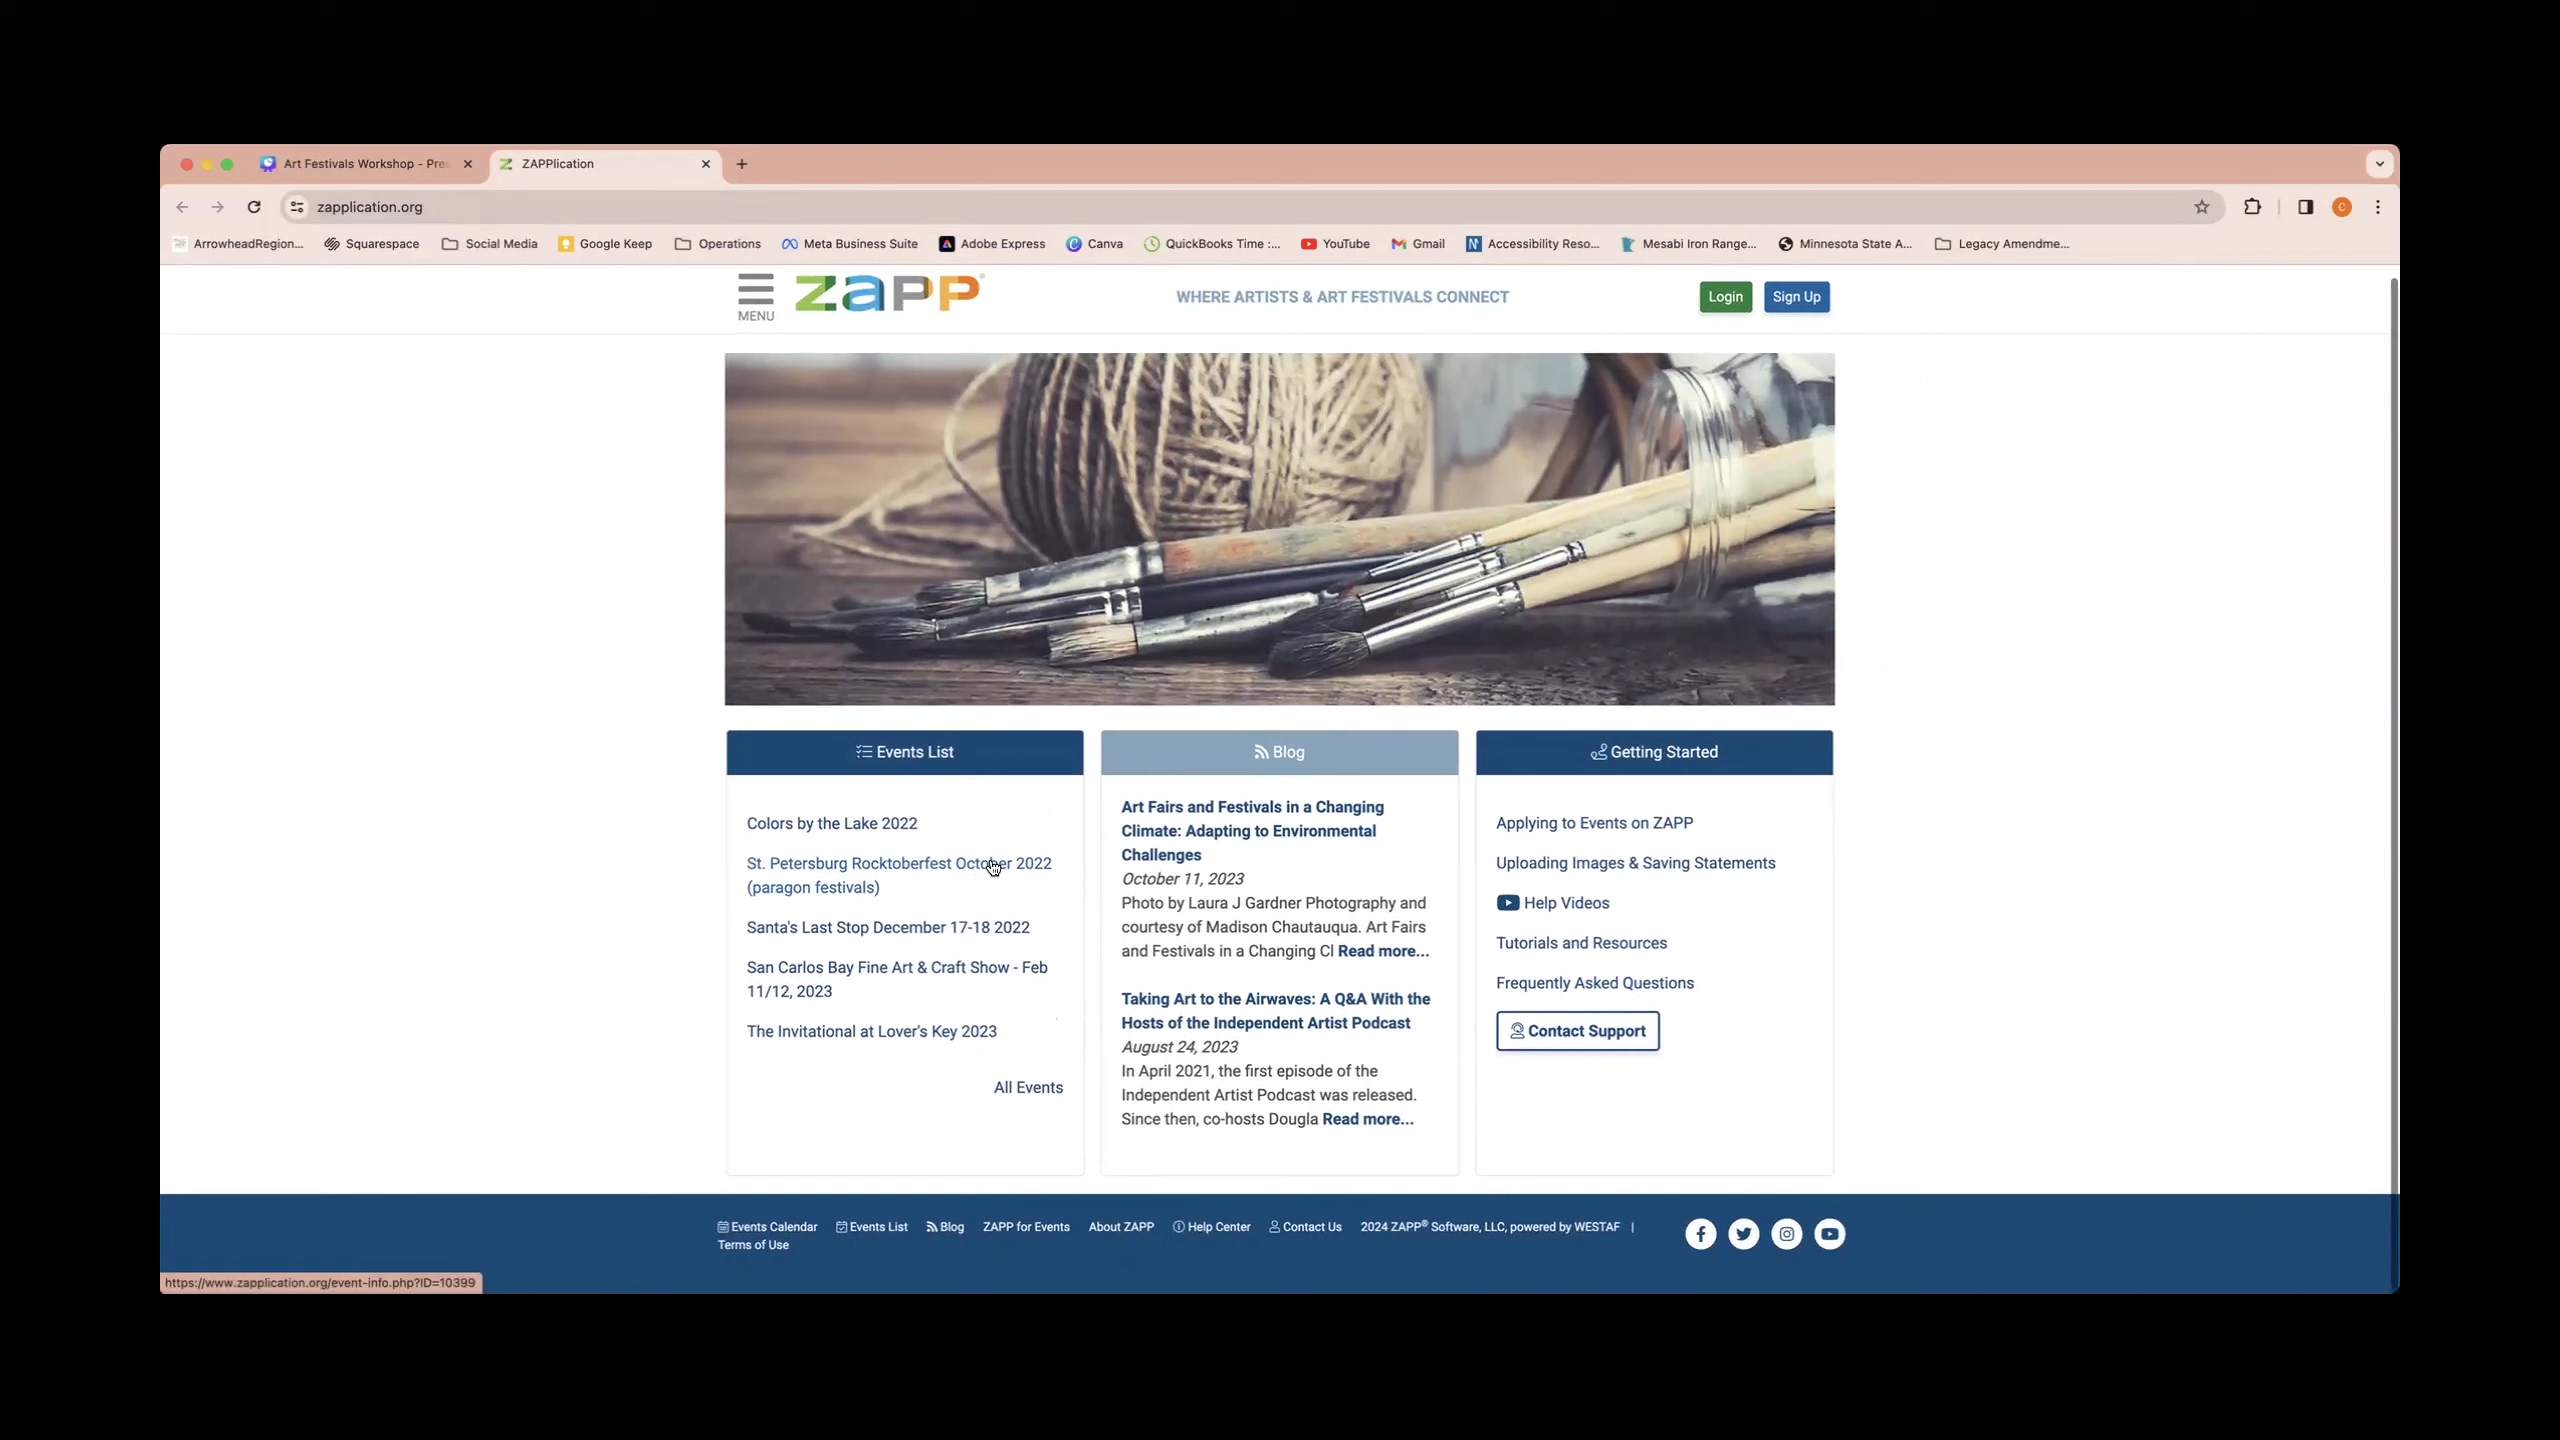 Art Festivals Workshop - Pre
ZAPPlication
zapplication.org
ArrowheadRegion... Squarespace Social Media Google Keep Operations Meta Business Suite Adobe Express Canva QuickBooks Time :... YouTube Gmail Accessibility Reso... Mesabi Iron Range... Minnesota State A... Legacy Amendme...
MENU
zapp
WHERE ARTISTS & ART FESTIVALS CONNECT
Login
Sign Up
Events List
Colors by the Lake 2022
St. Petersburg Rocktoberfest October 2022
(paragon festivals)
Santa's Last Stop December 17-18 2022
San Carlos Bay Fine Art & Craft Show - Feb
11/12, 2023
The Invitational at Lover's Key 2023
All Events
Blog
Art Fairs and Festivals in a Changing
Climate: Adapting to Environmental
Challenges
October 11, 2023
Photo by Laura J Gardner Photography and
courtesy of Madison Chautauqua. Art Fairs
and Festivals in a Changing Cl Read more...
Taking Art to the Airwaves: A Q&A With the
Hosts of the Independent Artist Podcast
August 24, 2023
In April 2021, the first episode of the
Independent Artist Podcast was released.
Since then, co-hosts Dougla Read more...
Getting Started
Applying to Events on ZAPP
Uploading Images & Saving Statements
Help Videos
Tutorials and Resources
Frequently Asked Questions
Contact Support
Events Calendar Events List Blog ZAPP for Events About ZAPP Help Center Contact Us 2024 ZAPP® Software, LLC, powered by WESTAF |
Terms of Use
https://www.zapplication.org/event-info.php?ID=10399